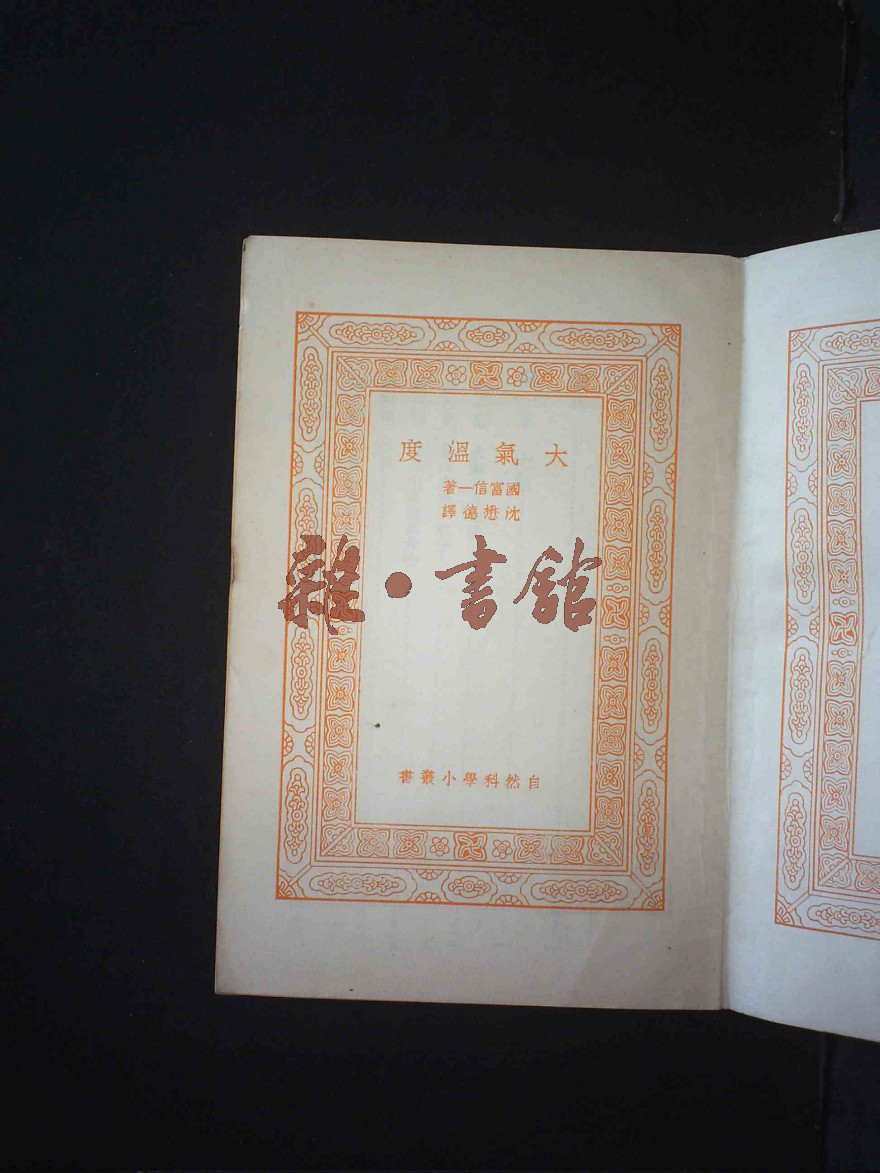 大氣溫度
國富信一著
沈懋德譯
雜·書館
自然科學小叢書